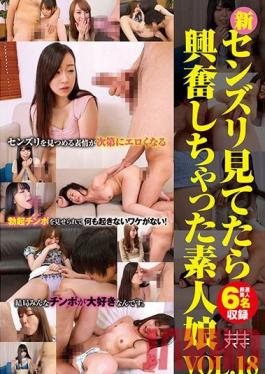 新センズリ見てたら
興奮しちゃった素人娘
VOL.18
6名
収録
センズリを見つめる表情が次第にエロくなる
勃起チンポを見せられて何も起きないワケがない!
結局みんなチンポが大好きなんです。